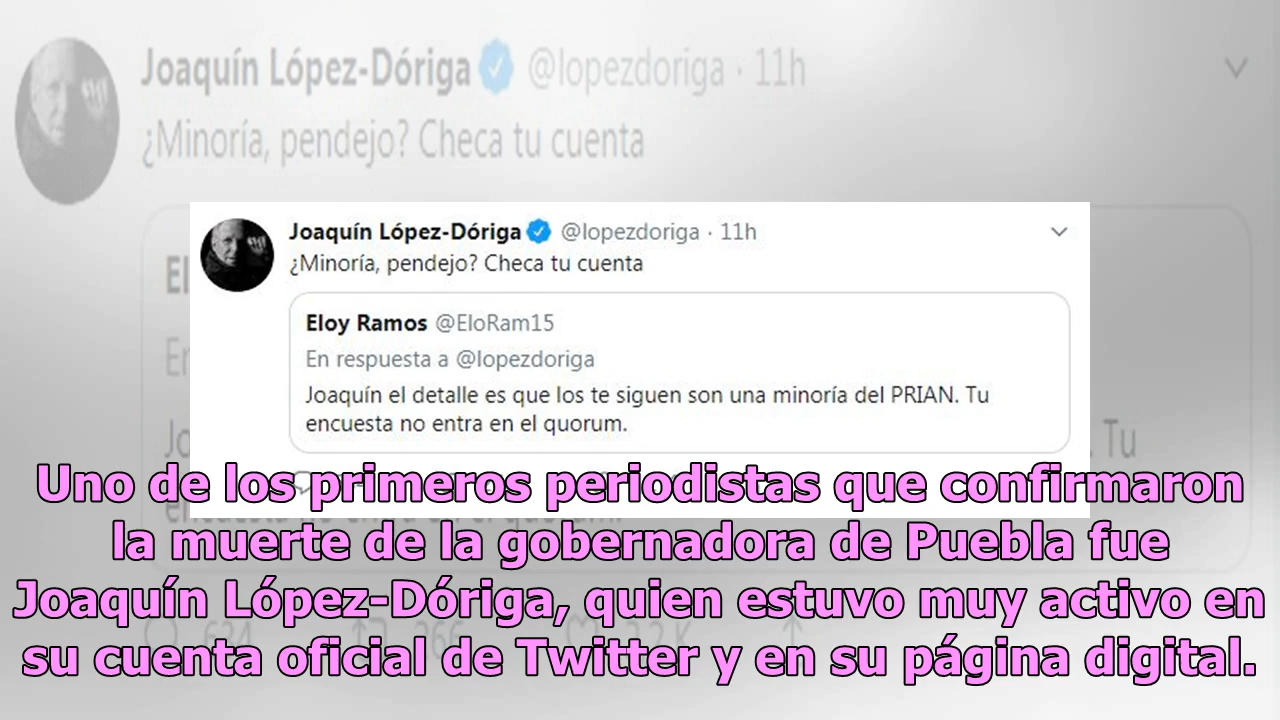 Joaquín López-Dóriga @lopezdoriga · 11h
¿Minoría, pendejo? Checa tu cuenta
Joaquín López-Dóriga @lopezdoriga · 11h
¿Minoría, pendejo? Checa tu cuenta
Eloy Ramos @EloRam15
En respuesta a @lopezdoriga
Joaquín el detalle es que los te siguen son una minoría del PRIAN. Tu
encuesta no entra en el quorum.
Tu
Uno de los primeros periodistas que confirmaron
la muerte de la gobernadora de Puebla fue
Joaquín López-Dóriga, quien estuvo muy activo en
su cuenta oficial de Twitter y en su página digital.